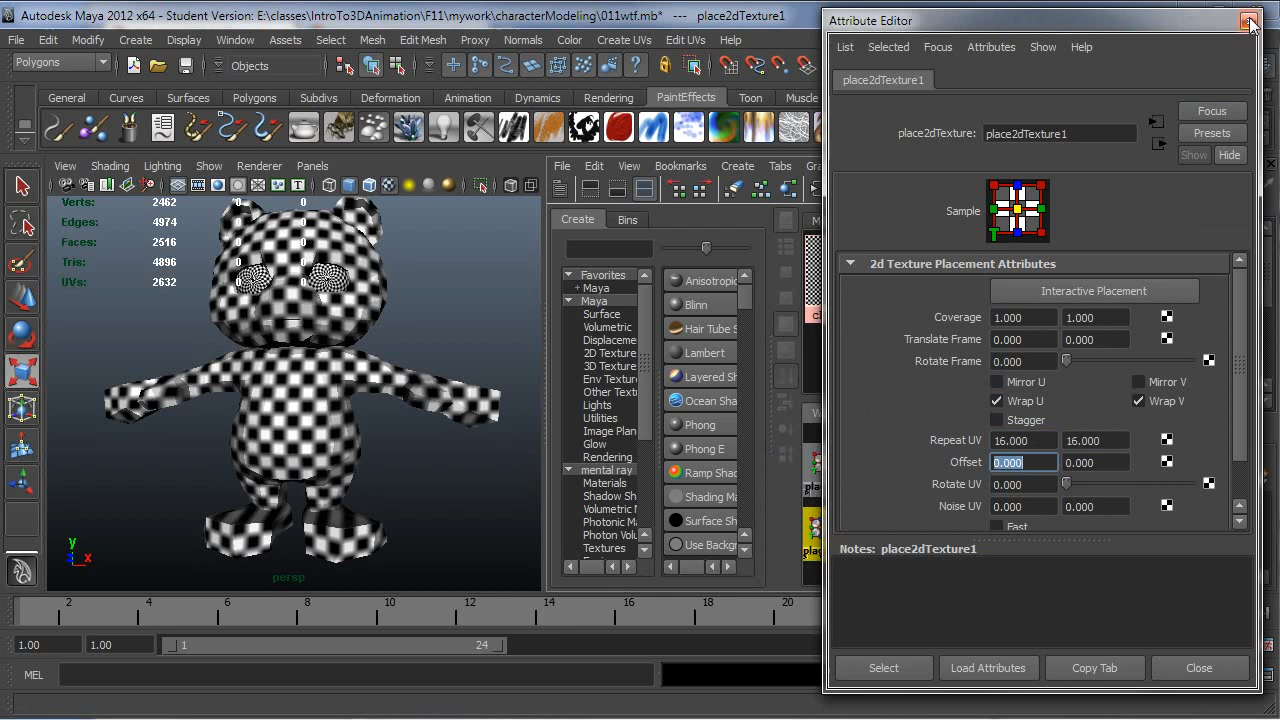 Autodesk Maya 2012 x64 - Student Version: E:\classes\IntroTo3DAnimation\F11\mywork\characterModeling\011wtf.mb* --- place2dTexture1
File Edit Modify Create Display Window Assets Select Mesh Edit Mesh Proxy Normals Color Create UVs Edit UVs Help
Polygons Objects
General Curves Surfaces Polygons Subdivs Deformation Animation Dynamics Rendering PaintEffects Toon Muscle
View Shading Lighting Show Renderer Panels
Verts: 2462 0 0
Edges: 4974 0 0
Faces: 2516 0 0
Tris: 4896 0 0
UVs: 2632 0 0
y
z x
persp
File Edit View Bookmarks Create Tabs Gra
Create Bins
Favorites
+ Maya
Maya
Surface
Volumetric
Displaceme
2D Texture
3D Texture
Env Texture
Other Text
Lights
Utilities
Image Plan
Glow
Rendering
mental ray
Materials
Shadow Sh
Volumetric
Photonic M
Photon Volu
Textures
Anisotropic
Blinn
Hair Tube S
Lambert
Layered Sh
Ocean Sha
Phong
Phong E
Ramp Shad
Shading Ma
Surface Sh
Use Backgr
2 4 6 8 10 12 14 16 18 20
1.00 1.00 1 24
MEL
Attribute Editor
List Selected Focus Attributes Show Help
place2dTexture1
place2dTexture: place2dTexture1
Focus
Presets
Show Hide
Sample
2d Texture Placement Attributes
Interactive Placement
Coverage 1.000 1.000
Translate Frame 0.000 0.000
Rotate Frame 0.000
Mirror U Mirror V
Wrap U Wrap V
Stagger
Repeat UV 16.000 16.000
Offset 0.000 0.000
Rotate UV 0.000
Noise UV 0.000 0.000
Fast
Notes: place2dTexture1
Select Load Attributes Copy Tab Close